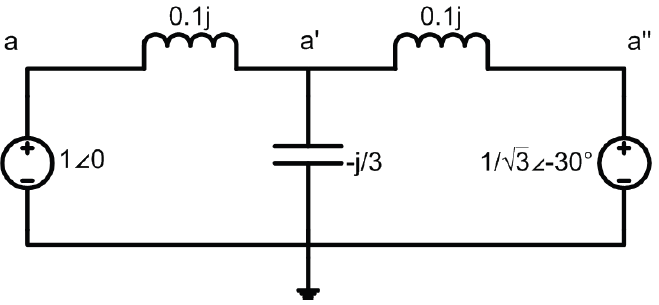 0.1j
0.1j
a
a'
a"
+
1∠0
−
-j/3
1/√3∠-30°
+
−